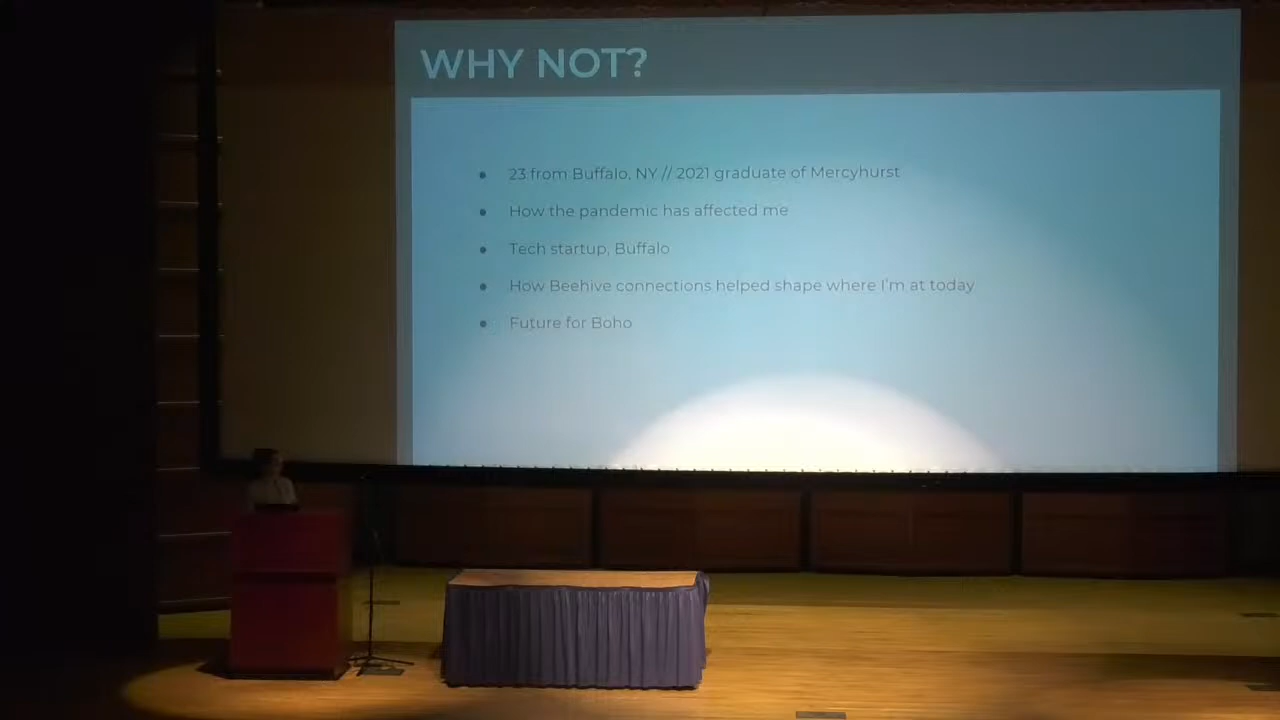 WHY NOT?
● 23 from Buffalo, NY // 2021 graduate of Mercyhurst
● How the pandemic has affected me
● Tech startup, Buffalo
● How Beehive connections helped shape where I'm at today
● Future for Boho